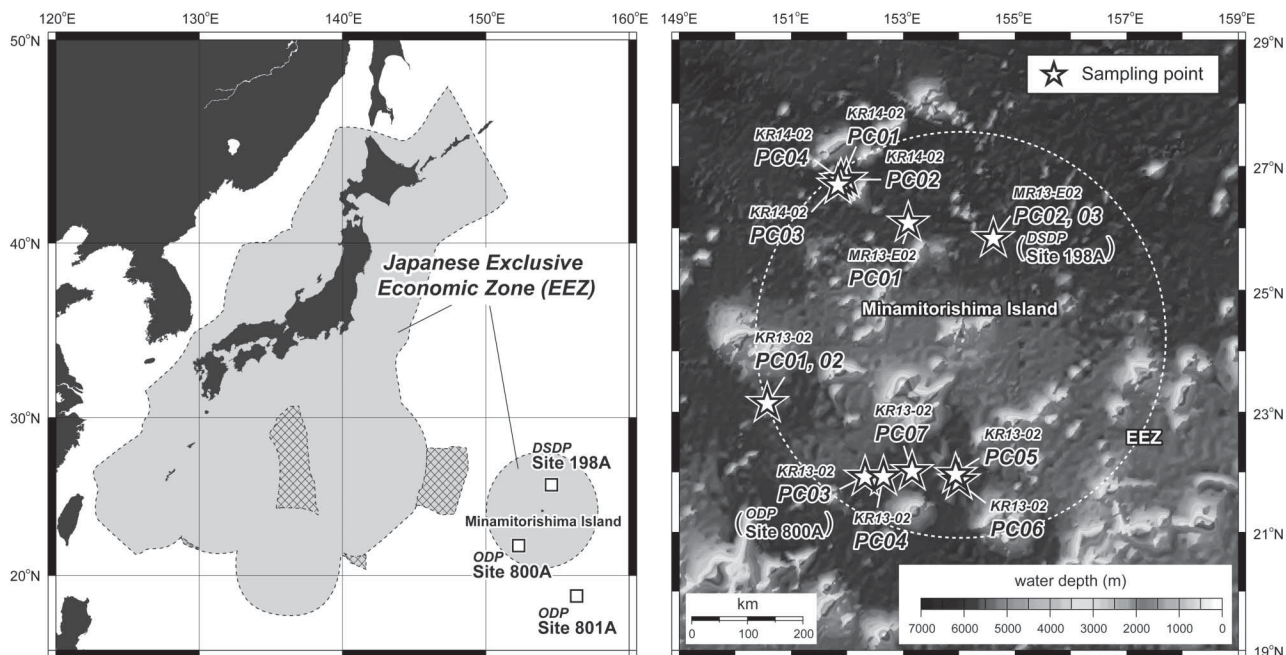 120°E
130°E
140°E
150°E
160°E
50°N
40°N
30°N
20°N
Japanese Exclusive
Economic Zone (EEZ)
DSDP
Site 198A
Minamitorishima Island
ODP
Site 800A
ODP
Site 801A
149°E
151°E
153°E
155°E
157°E
159°E
29°N
27°N
25°N
23°N
21°N
19°N
Sampling point
KR14-02
PC01
KR14-02
PC04
KR14-02
PC02
KR14-02
PC03
MR13-E02
PC02, 03
(DSDP
Site 198A)
MR13-E02
PC01
Minamitorishima Island
KR13-02
PC01, 02
KR13-02
PC07
EEZ
KR13-02
PC05
KR13-02
PC03
(ODP
Site 800A)
KR13-02
PC04
KR13-02
PC06
km
0 100 200
water depth (m)
7000 6000 5000 4000 3000 2000 1000 0